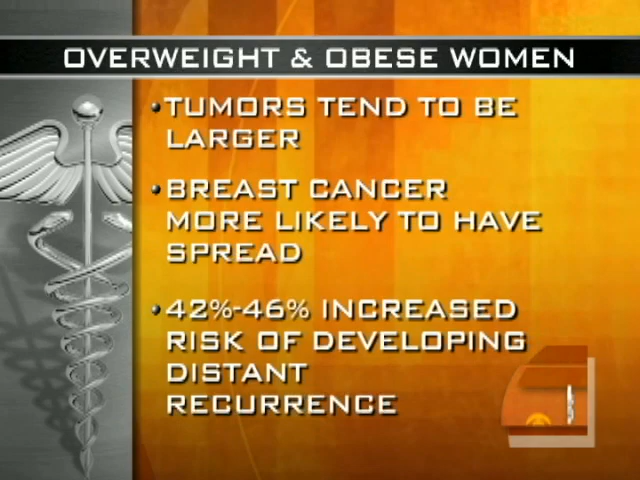 OVERWEIGHT & OBESE WOMEN
•TUMORS TEND TO BE
LARGER
•BREAST CANCER
MORE LIKELY TO HAVE
SPREAD
•42%-46% INCREASED
RISK OF DEVELOPING
DISTANT
RECURRENCE